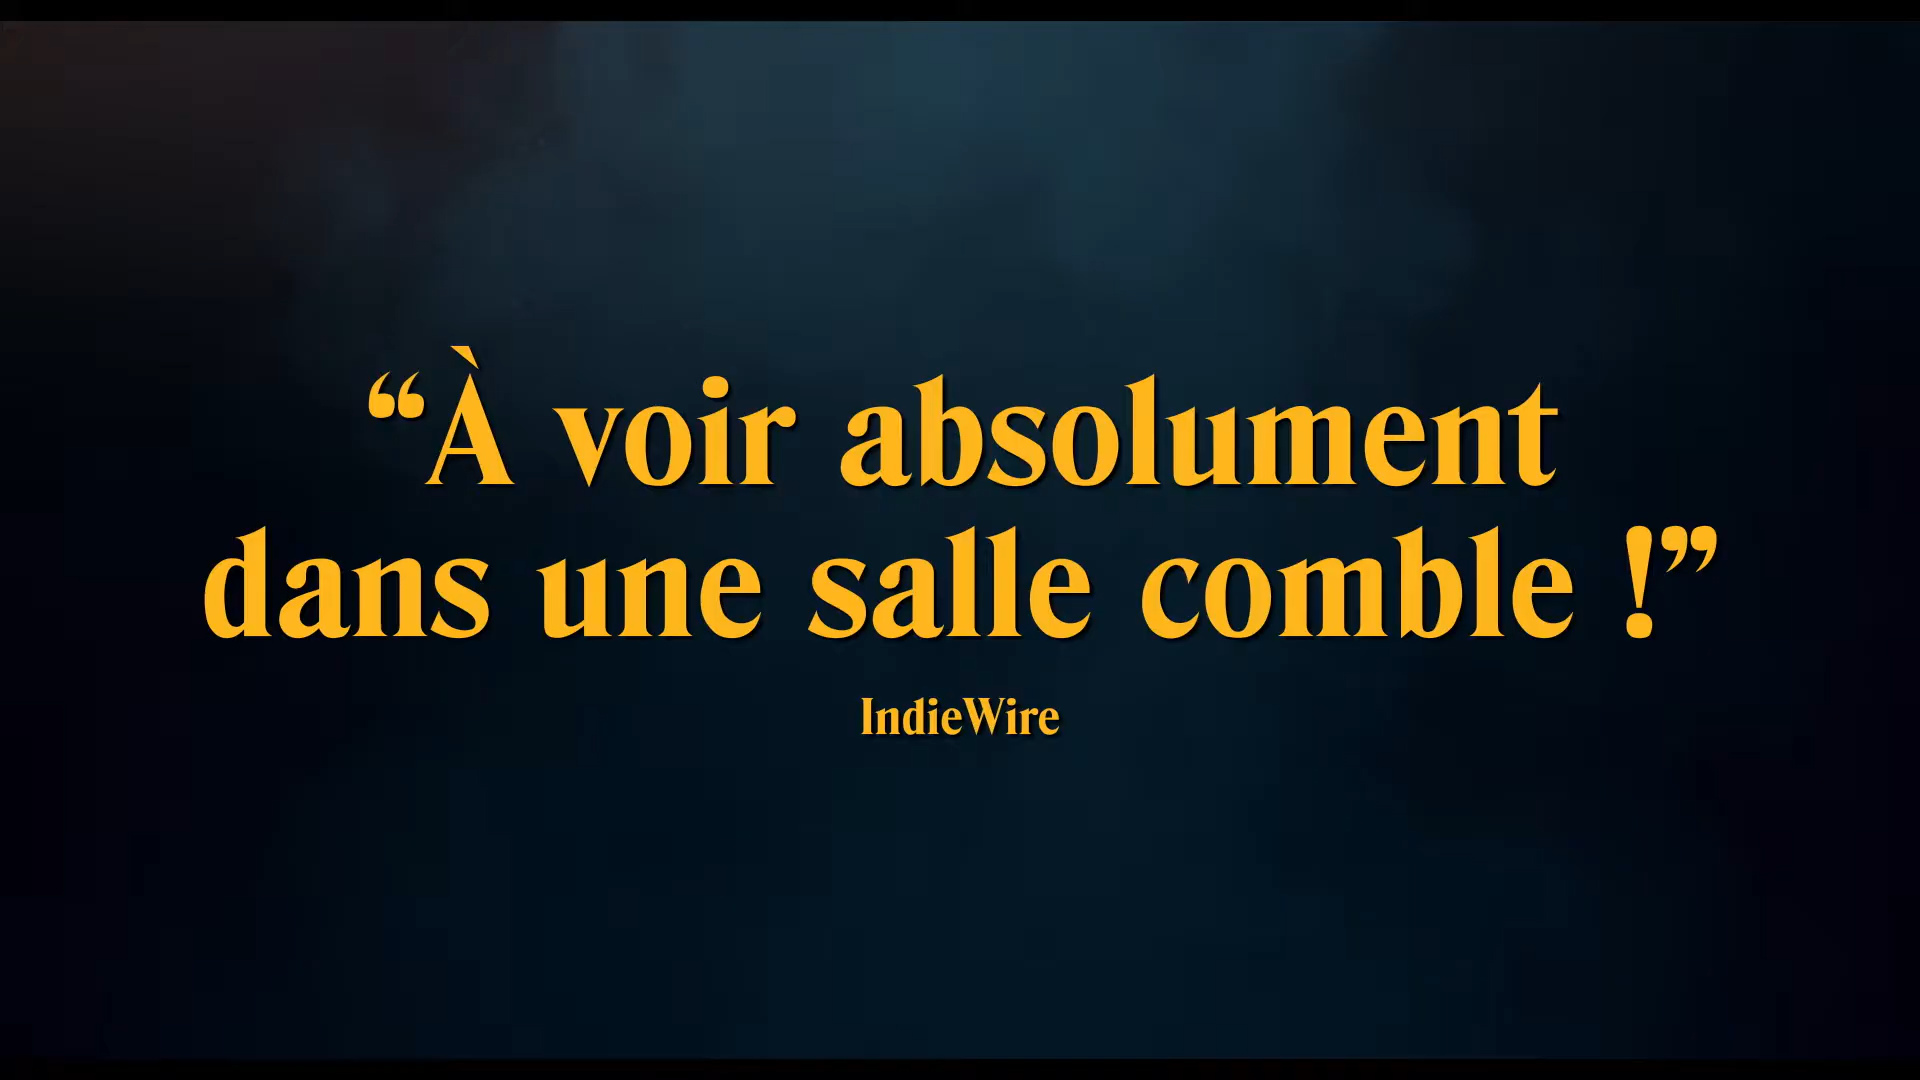 “À voir absolument
dans une salle comble !”
IndieWire